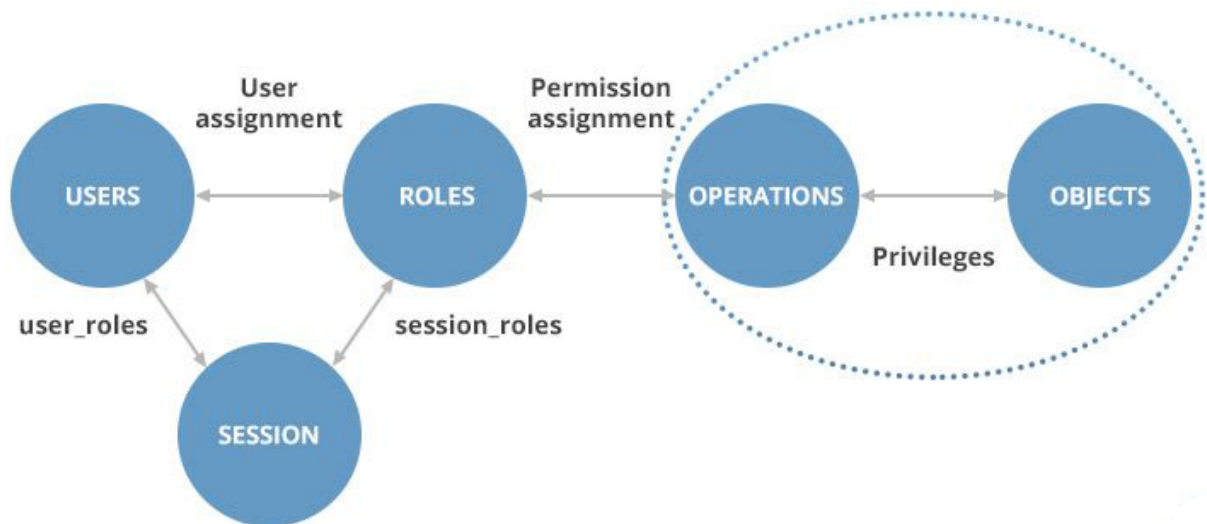 User
assignment
Permission
assignment
USERS
ROLES
OPERATIONS
OBJECTS
Privileges
user_roles
session_roles
SESSION